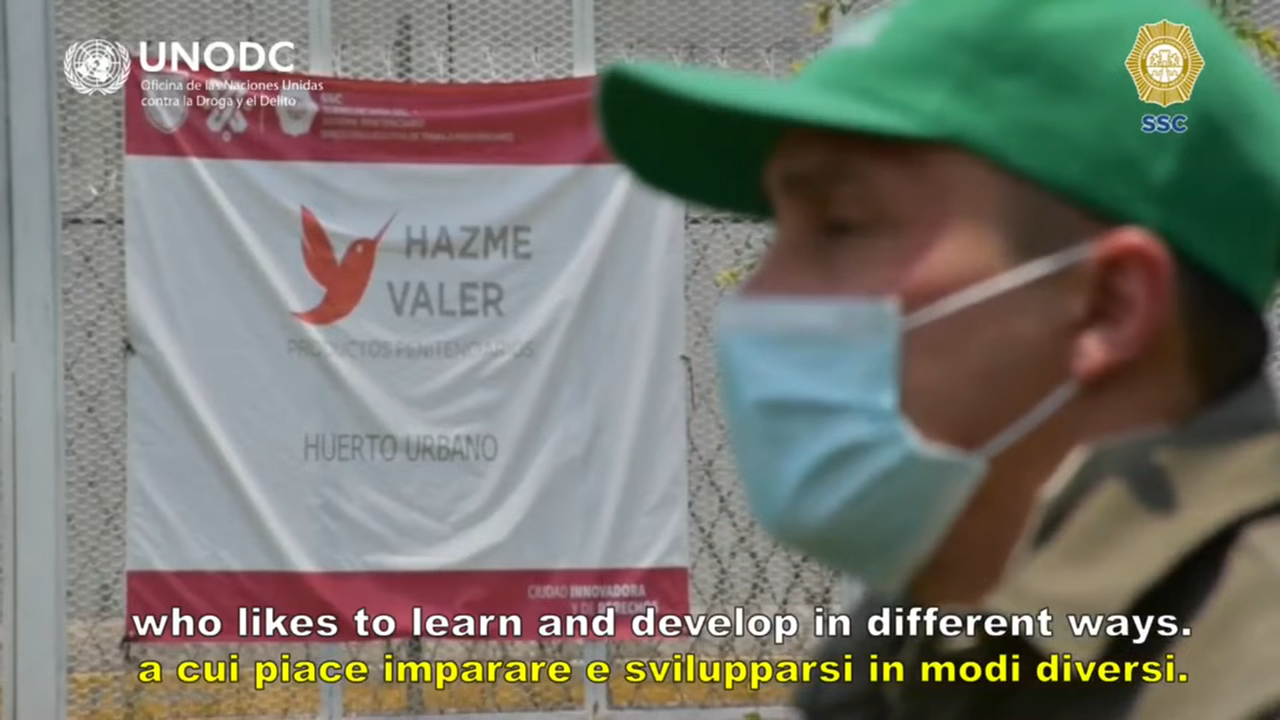 UNODC
Oficina de las Naciones Unidas
contra la Droga y el Delito
SSC
SSC
HAZME
VALER
PRODUCTOS PENITENCIARIOS
HUERTO URBANO
CIUDAD INNOVADORA
Y DE DERECHOS
who likes to learn and develop in different ways.
a cui piace imparare e svilupparsi in modi diversi.